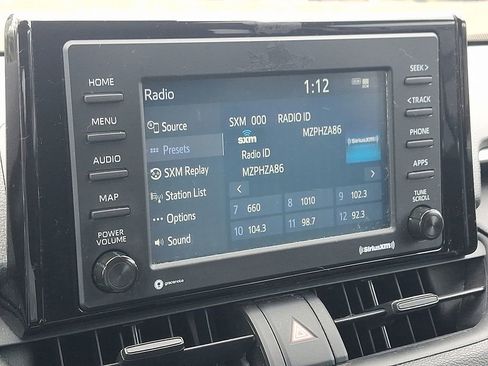 HOME
MENU
AUDIO
MAP
POWER
VOLUME
Radio
1:12
Source
Presets
SXM Replay
Station List
Options
Sound
SXM 000 RADIO ID
sxm
MZPHZA86
Radio ID
MZPHZA86
SiriusXM
< >
7 660
8 1010
9 102.3
10 104.3
11 98.7
12 92.3
SEEK >
< TRACK
PHONE
APPS
TUNE
SCROLL
gracenote
SiriusXM